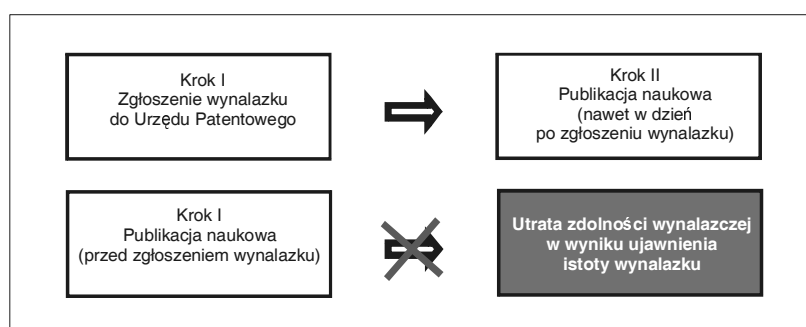 Krok I
Zgłoszenie wynalazku
do Urzędu Patentowego
Krok II
Publikacja naukowa
(nawet w dzień
po zgłoszeniu wynalazku)
Krok I
Publikacja naukowa
(przed zgłoszeniem wynalazku)
Utrata zdolności wynalazczej
w wyniku ujawnienia
istoty wynalazku